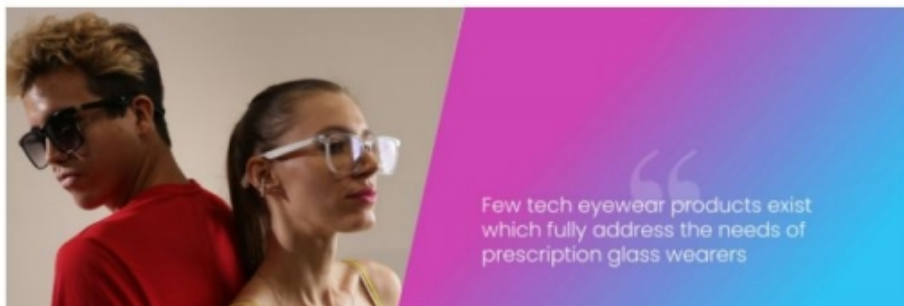 Few tech eyewear products exist
which fully address the needs of
prescription glass wearers